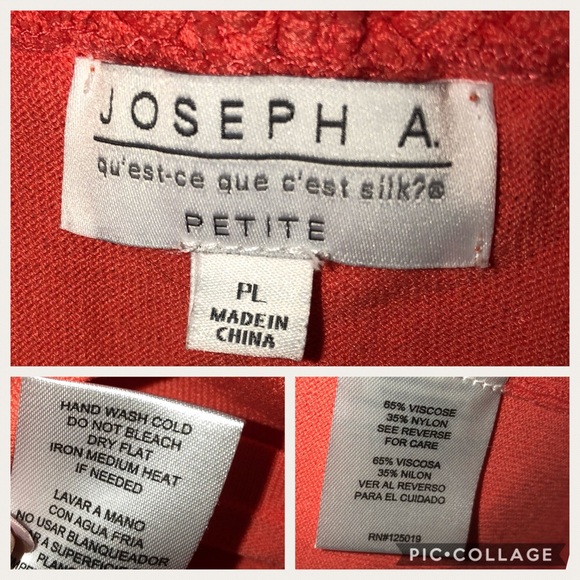 JOSEPH A.
qu'est-ce que c'est silk?®
PETITE
PL
MADE IN
CHINA
HAND WASH COLD
DO NOT BLEACH
DRY FLAT
IRON MEDIUM HEAT
IF NEEDED
LAVAR A MANO
CON AGUA FRIA
NO USAR BLANQUEADOR
A SUPERFICI
PLAN
65% VISCOSE
35% NYLON
SEE REVERSE
FOR CARE
65% VISCOSA
35% NILON
VER AL REVERSO
PARA EL CUIDADO
RN#125019
PIC•COLLAGE